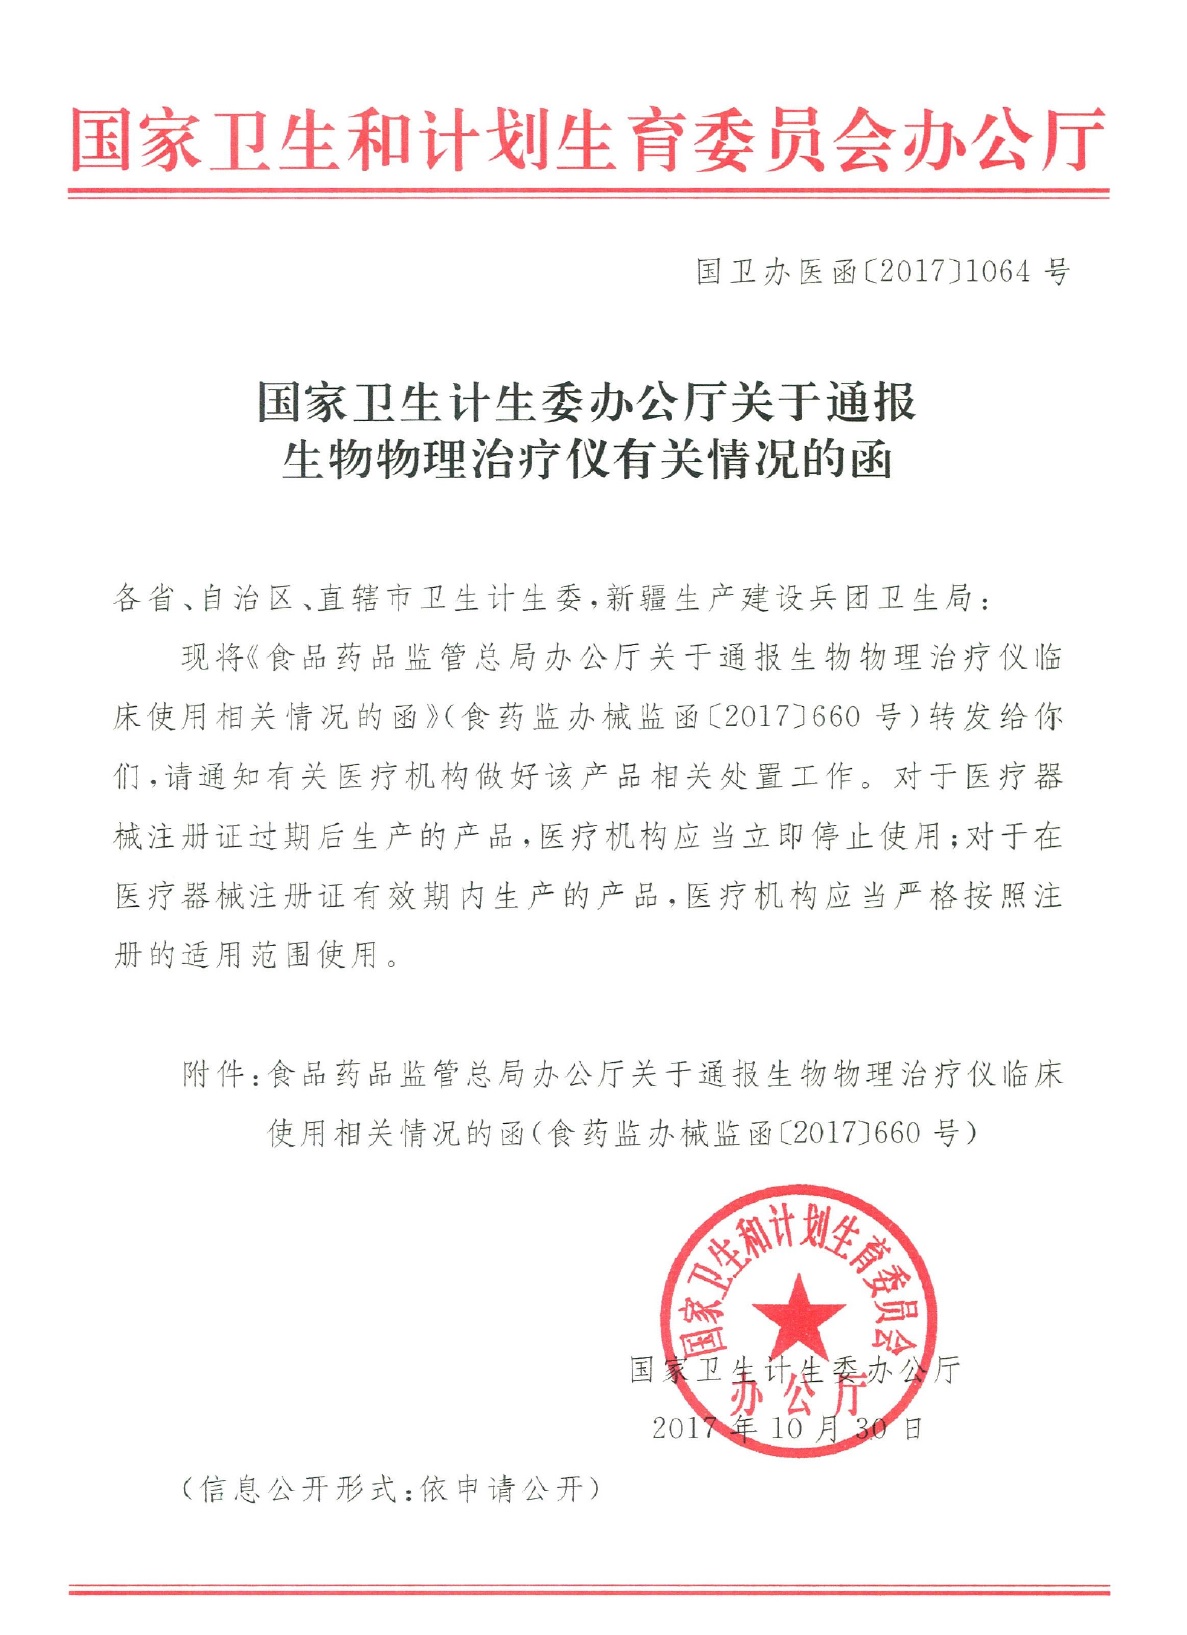 国家卫生和计划生育委员会办公厅
国卫办医函〔2017〕1064 号
国家卫生计生委办公厅关于通报
生物物理治疗仪有关情况的函
各省、自治区、直辖市卫生计生委，新疆生产建设兵团卫生局：
现将《食品药品监管总局办公厅关于通报生物物理治疗仪临
床使用相关情况的函》（食药监办械监函〔2017〕660 号）转发给你
们，请通知有关医疗机构做好该产品相关处置工作。对于医疗器
械注册证过期后生产的产品，医疗机构应当立即停止使用；对于在
医疗器械注册证有效期内生产的产品，医疗机构应当严格按照注
册的适用范围使用。
附件：食品药品监管总局办公厅关于通报生物物理治疗仪临床
使用相关情况的函（食药监办械监函〔2017〕660 号）
国家卫生和计划生育委员会
国家卫生计生委办公厅
办公厅
2017 年 10 月 30 日
（信息公开形式：依申请公开）